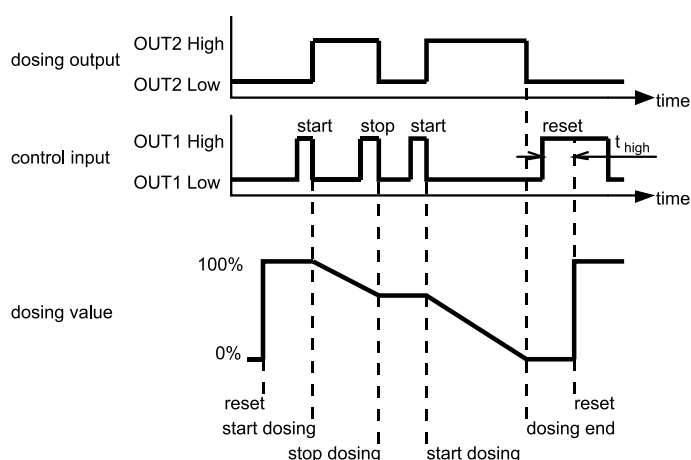 OUT2 High
dosing output
OUT2 Low
time
start stop start reset
OUT1 High
t high
control input
OUT1 Low
time
100%
dosing value
0%
reset reset
start dosing dosing end
stop dosing start dosing